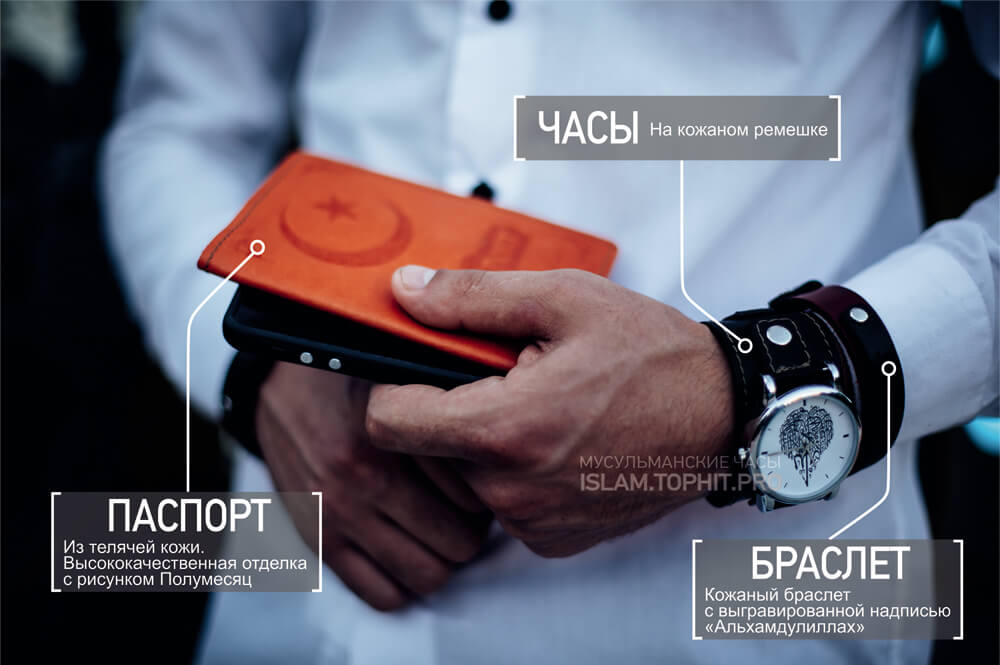 ЧАСЫ На кожаном ремешке
МУСУЛЬМАНСКИЕ ЧАСЫ
ISLAM.TOPHIT.PRO
ПАСПОРТ
Из телячей кожи.
Высококачественная отделка
с рисунком Полумесяц
БРАСЛЕТ
Кожаный браслет
с выгравированной надписью
«Альхамдулиллах»